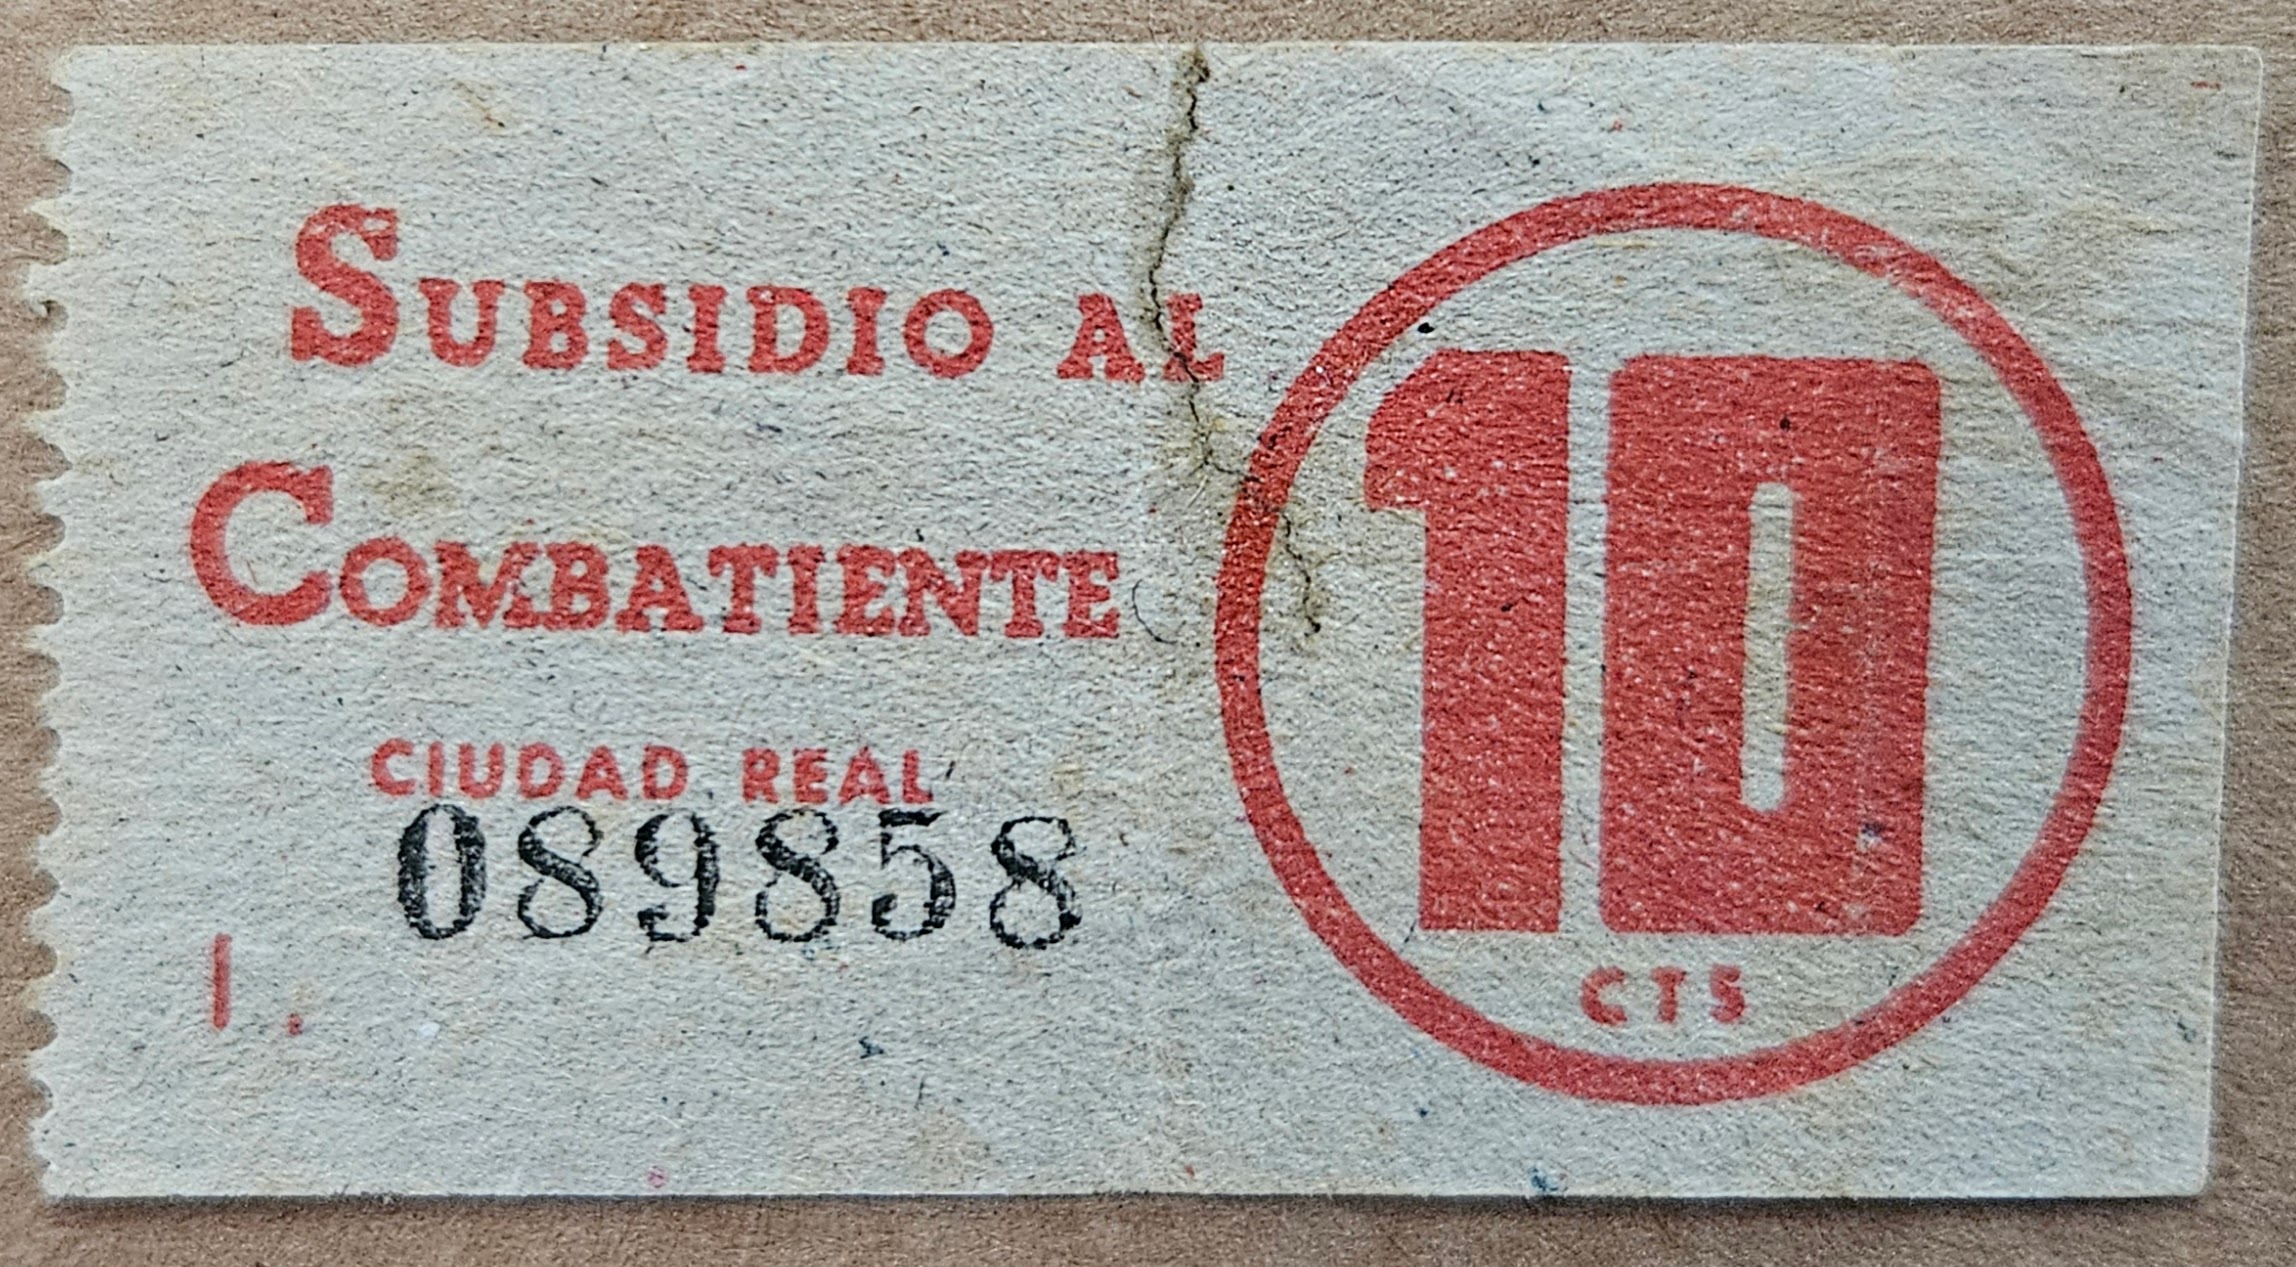 SUBSIDIO AL
COMBATIENTE
CIUDAD REAL
089858
1.
10
CTS